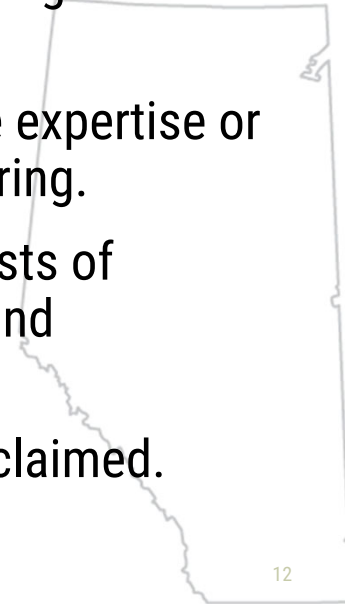 g
expertise or
ring.
sts of
nd
claimed.
12